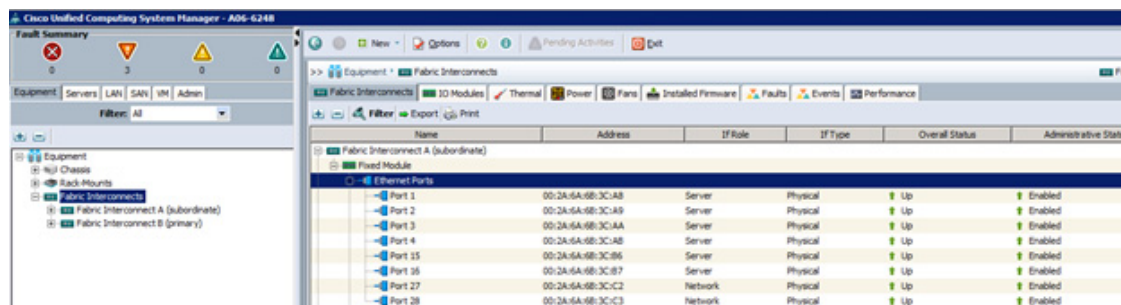 Cisco Unified Computing System Manager - A06-6248
Fault Summary
0 3 0 0
New Options Pending Activities Exit
>> Equipment Fabric Interconnects
Equipment Servers LAN SAN VM Admin
Fabric Interconnects IO Modules Thermal Power Fans Installed Firmware Faults Events Performance
Filter: All
Filter Export Print
Name Address If Role If Type Overall Status Administrative Stat
Equipment
Chassis
Rack-Mounts
Fabric Interconnects
Fabric Interconnect A (subordinate)
Fabric Interconnect B (primary)
Fabric Interconnect A (subordinate)
Fixed Module
Ethernet Ports
Port 1 00:2A:6A:6B:3C:A8 Server Physical Up Enabled
Port 2 00:2A:6A:6B:3C:A9 Server Physical Up Enabled
Port 3 00:2A:6A:6B:3C:AA Server Physical Up Enabled
Port 4 00:2A:6A:6B:3C:AB Server Physical Up Enabled
Port 15 00:2A:6A:6B:3C:B6 Server Physical Up Enabled
Port 16 00:2A:6A:6B:3C:B7 Server Physical Up Enabled
Port 27 00:2A:6A:6B:3C:C2 Network Physical Up Enabled
Port 28 00:2A:6A:6B:3C:C3 Network Physical Up Enabled